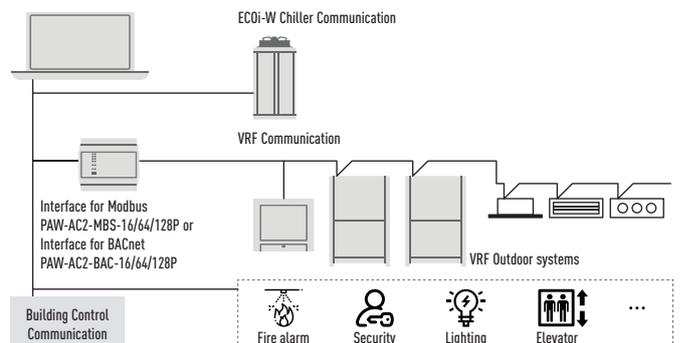 ECOi-W Chiller Communication
VRF Communication
Interface for Modbus
PAW-AC2-MBS-16/64/128P or
Interface for BACnet
PAW-AC2-BAC-16/64/128P
VRF Outdoor systems
Building Control
Communication
Fire alarm
Security
Lighting
Elevator
...